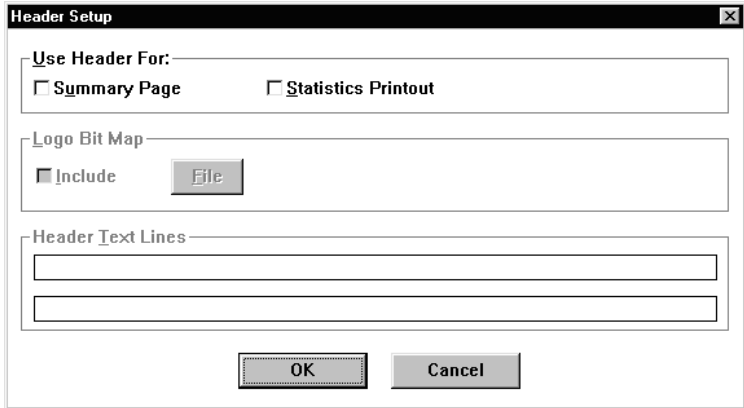 Header Setup
Use Header For:
Summary Page Statistics Printout
Logo Bit Map
Include File
Header Text Lines
OK Cancel